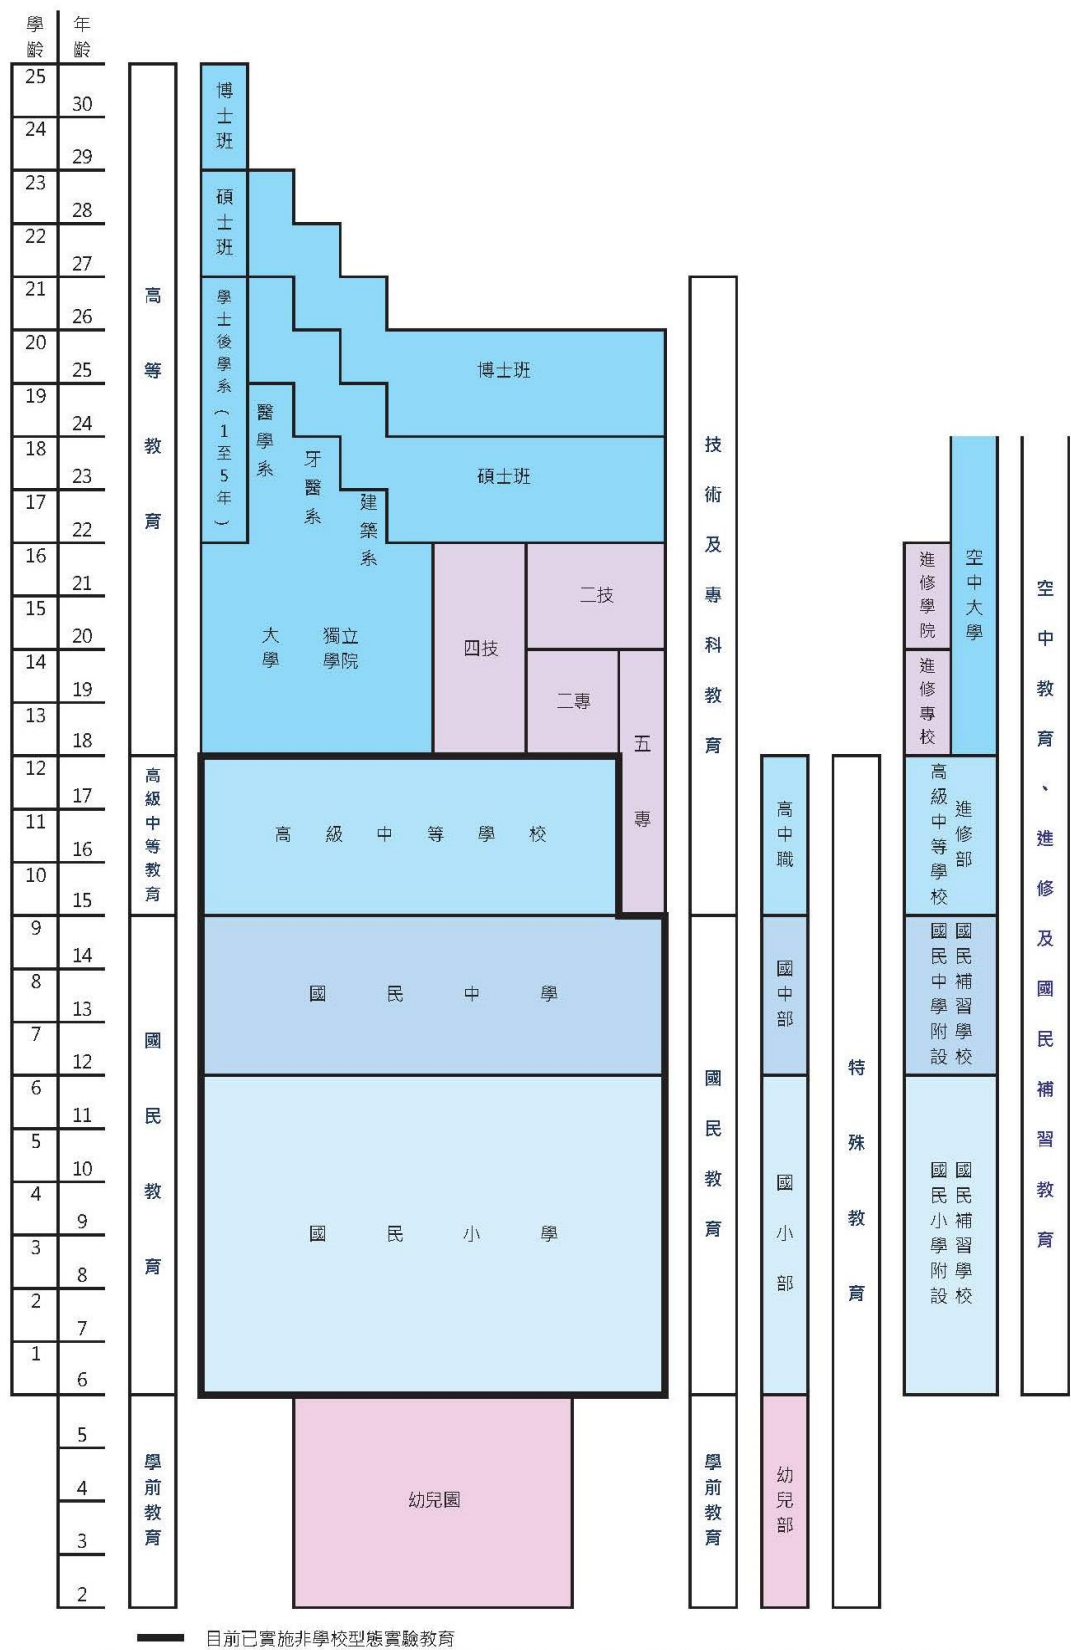 學齡
年齡
25
24
23
22
21
20
19
18
17
16
15
14
13
12
11
10
9
8
7
6
5
4
3
2
1
30
29
28
27
26
25
24
23
22
21
20
19
18
17
16
15
14
13
12
11
10
9
8
7
6
5
4
3
2
高等教育
高級中等教育
國民教育
學前教育
博士班
碩士班
學士後學系（1至5年）
醫學系
牙醫系
建築系
博士班
碩士班
大學
獨立學院
四技
二技
二專
五專
高級中等學校
國民中學
國民小學
幼兒園
技術及專科教育
國民教育
學前教育
高中職
國中部
國小部
幼兒部
特殊教育
進修學院
進修專校
空中大學
高級中等學校
進修部
國民中學附設
國民補習學校
國民小學附設
國民補習學校
空中教育、進修及國民補習教育
目前已實施非學校型態實驗教育